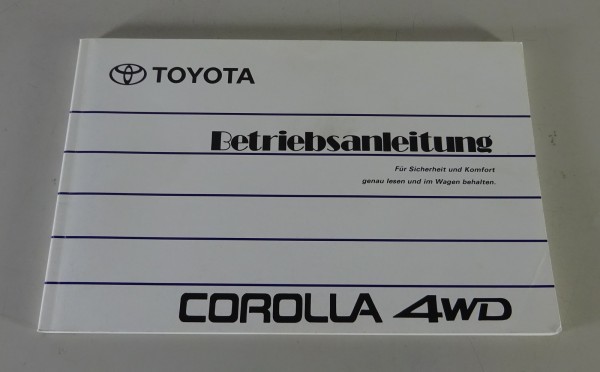 TOYOTA
Betriebsanleitung
Für Sicherheit und Komfort
genau lesen und im Wagen behalten.
COROLLA 4WD